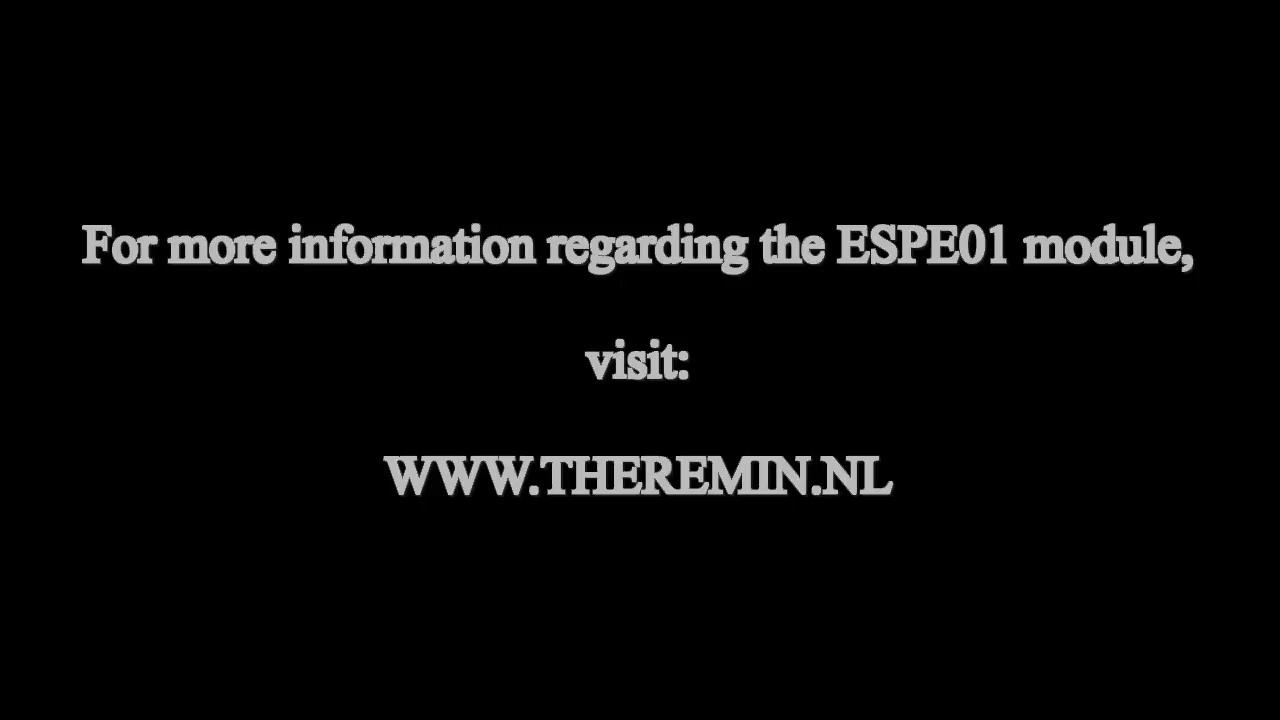 For more information regarding the ESPE01 module,
visit:
WWW.THEREMIN.NL